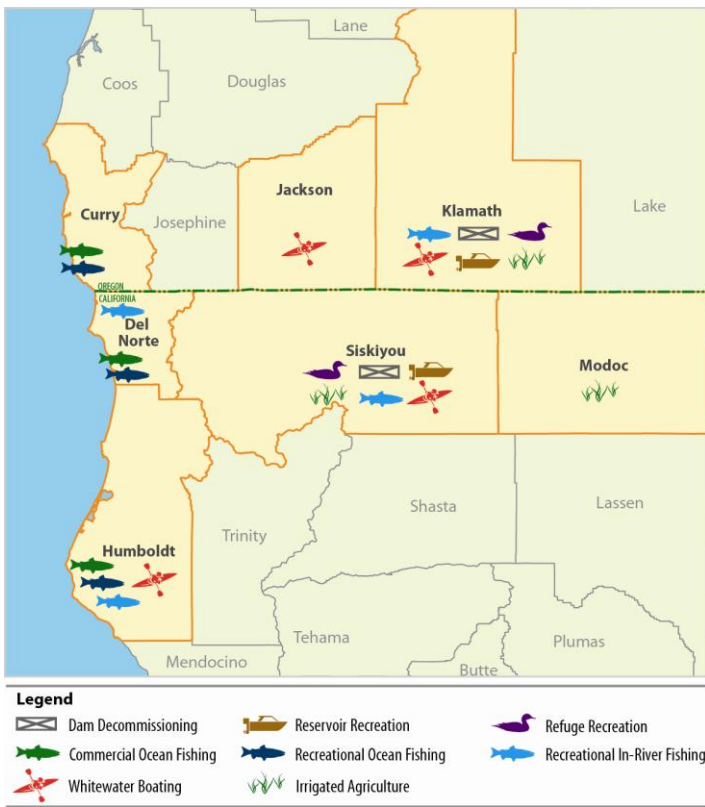 Lane
Coos
Douglas
Curry
Josephine
Jackson
Klamath
Lake
OREGON
CALIFORNIA
Del
Norte
Siskiyou
Modoc
Humboldt
Trinity
Shasta
Lassen
Tehama
Plumas
Mendocino
Butte
Legend
Dam Decommissioning
Reservoir Recreation
Refuge Recreation
Commercial Ocean Fishing
Recreational Ocean Fishing
Recreational In-River Fishing
Whitewater Boating
Irrigated Agriculture